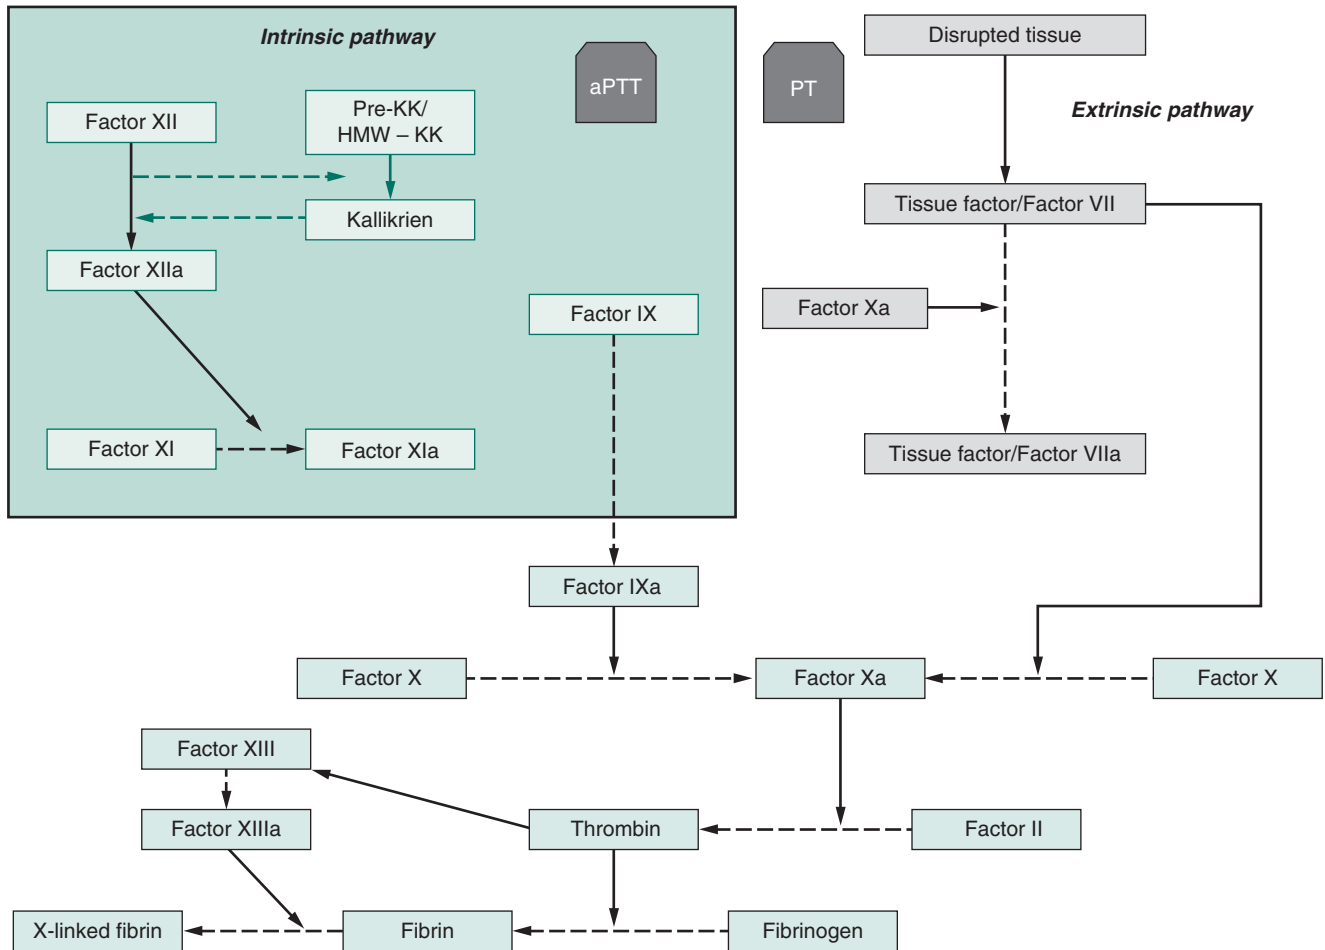 Intrinsic pathway
aPTT
PT
Disrupted tissue
Extrinsic pathway
Factor XII
Pre-KK/
HMW – KK
Kallikrien
Tissue factor/Factor VII
Factor XIIa
Factor IX
Factor Xa
Factor XI
Factor XIa
Tissue factor/Factor VIIa
Factor IXa
Factor X
Factor Xa
Factor X
Factor XIII
Factor XIIIa
Thrombin
Factor II
X-linked fibrin
Fibrin
Fibrinogen